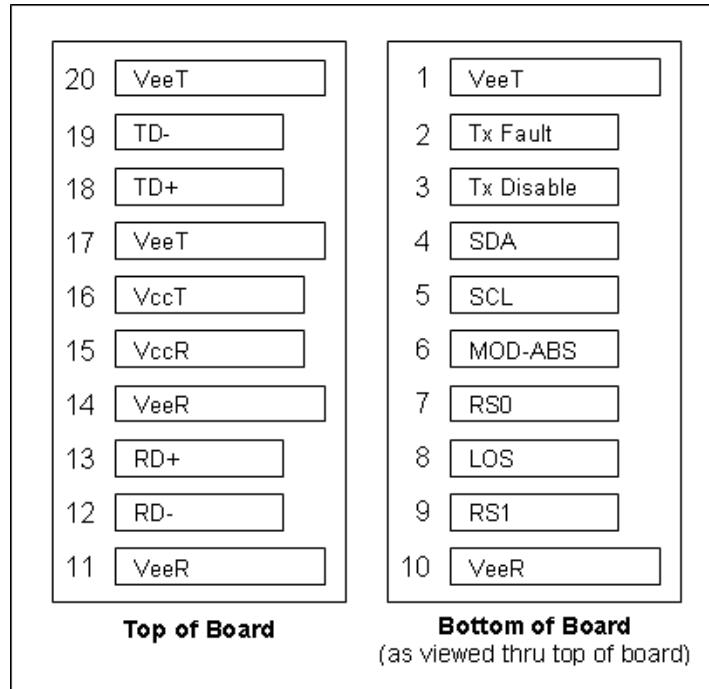 20 VeeT
19 TD-
18 TD+
17 VeeT
16 VccT
15 VccR
14 VeeR
13 RD+
12 RD-
11 VeeR
Top of Board
1 VeeT
2 Tx Fault
3 Tx Disable
4 SDA
5 SCL
6 MOD-ABS
7 RS0
8 LOS
9 RS1
10 VeeR
Bottom of Board
(as viewed thru top of board)